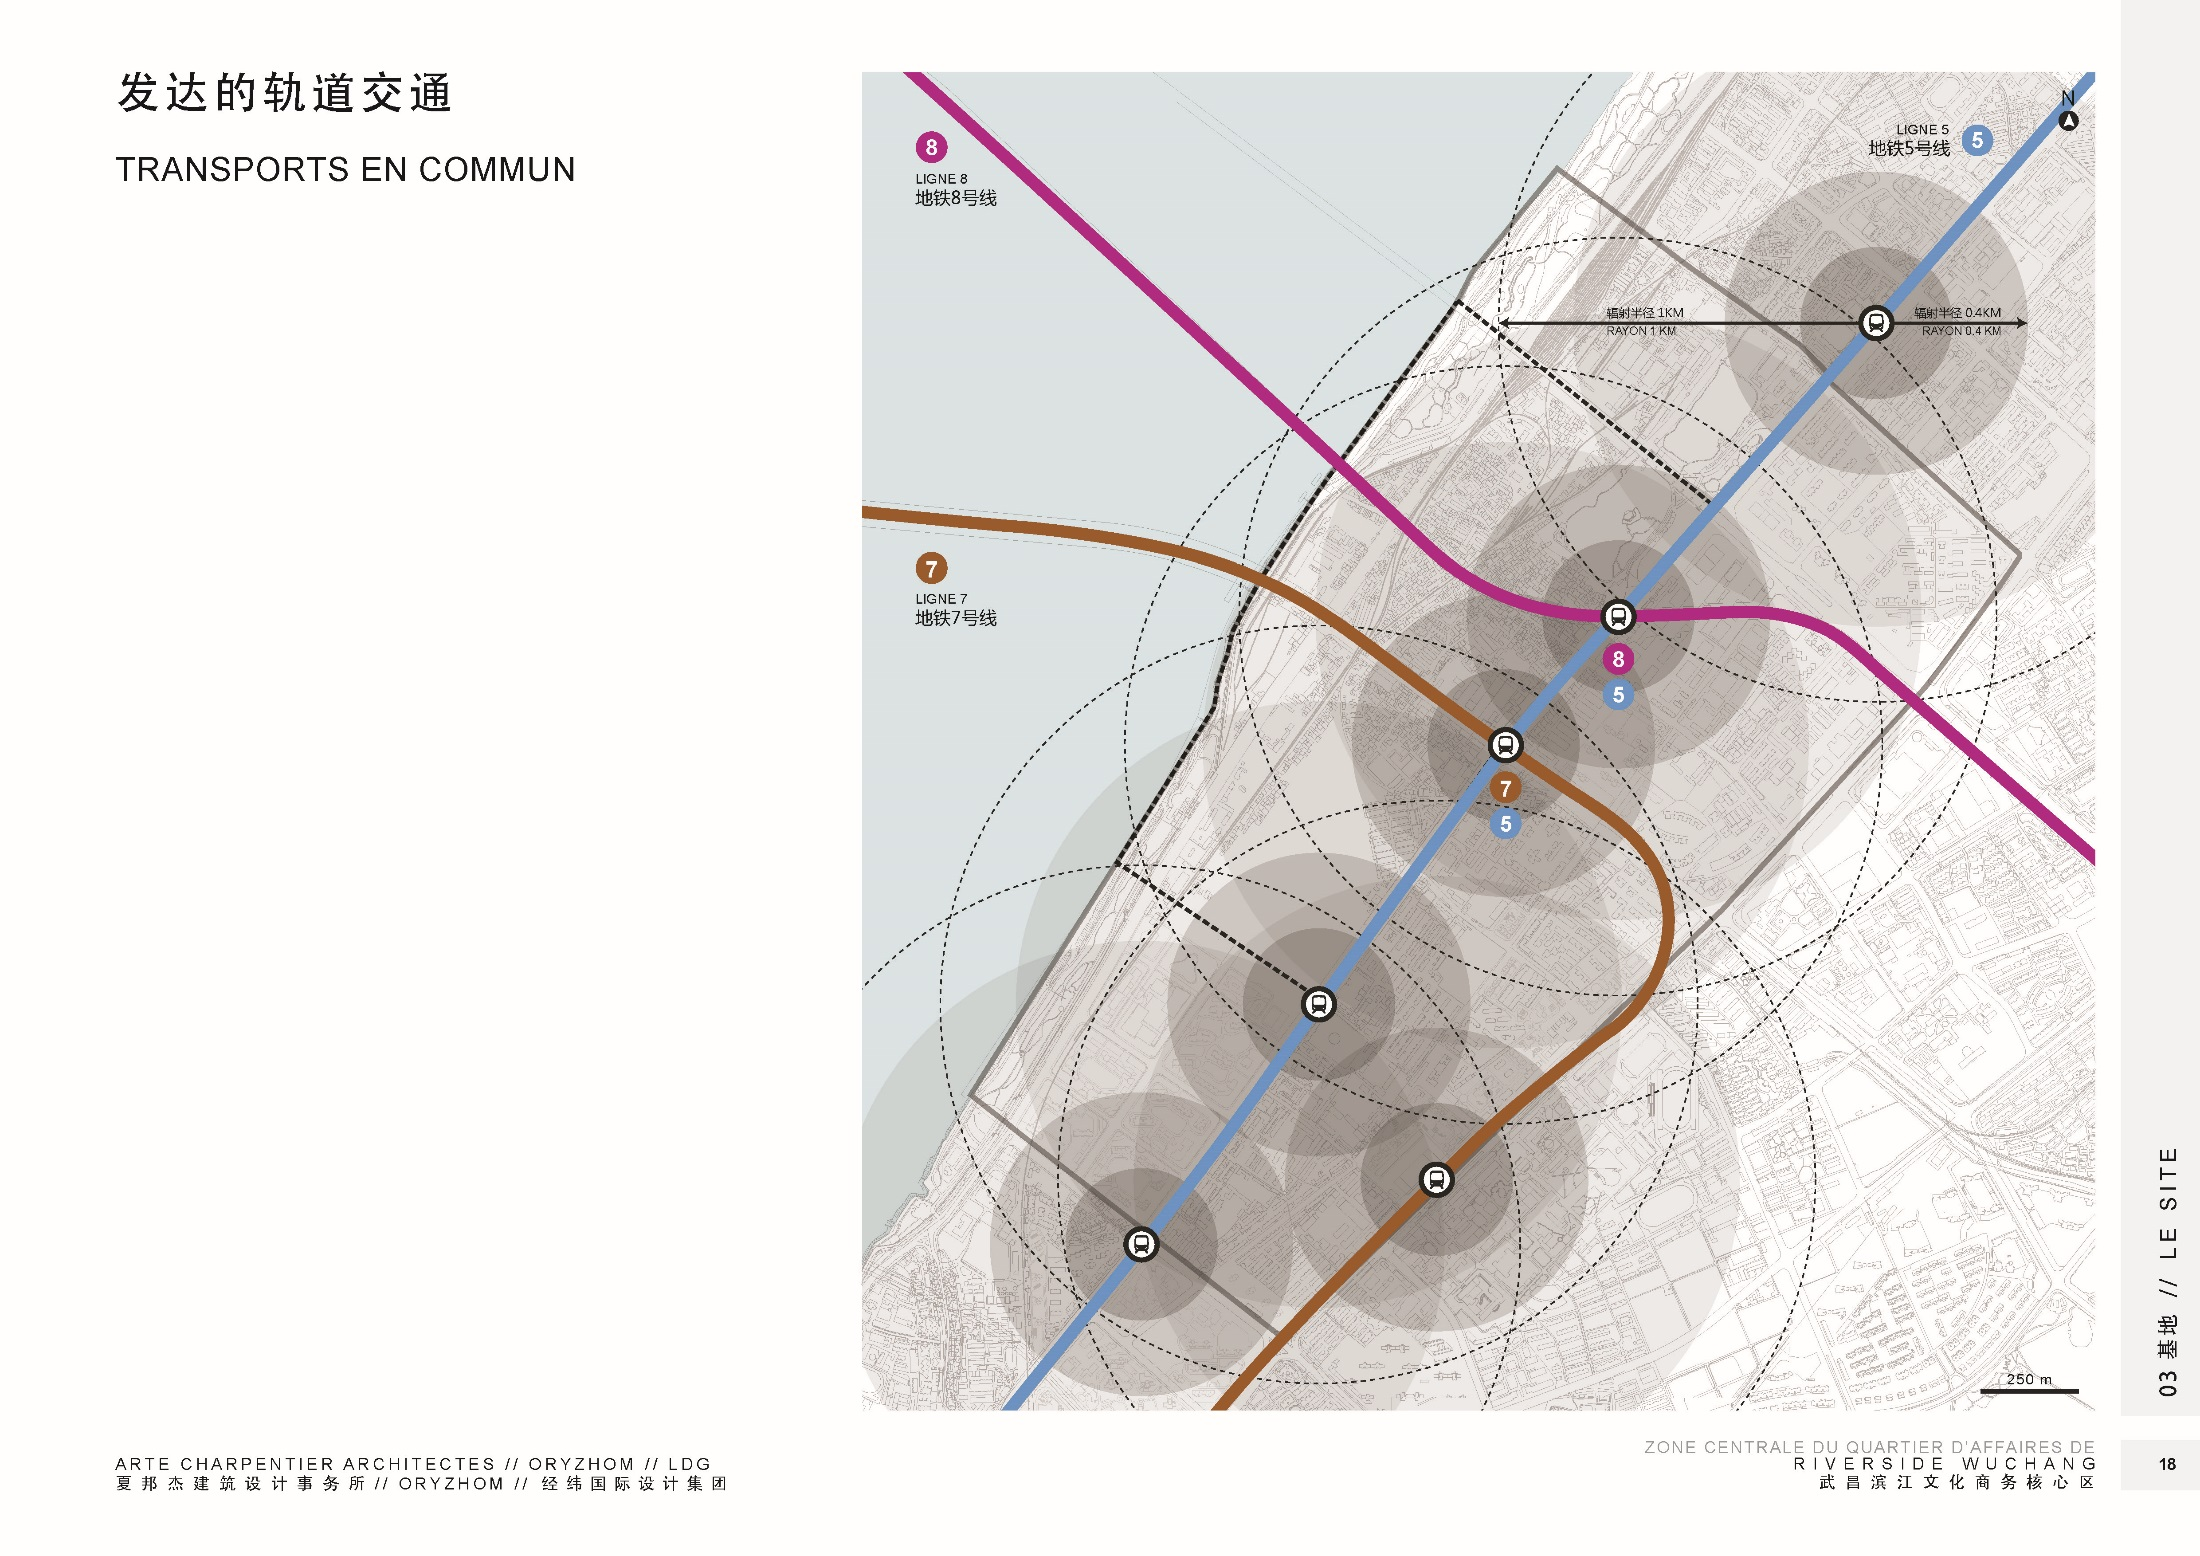 发达的轨道交通
TRANSPORTS EN COMMUN
8
LIGNE 8
地铁8号线
LIGNE 5
地铁5号线
5
N
辐射半径 1KM
RAYON 1 KM
辐射半径 0.4KM
RAYON 0.4 KM
7
LIGNE 7
地铁7号线
8
5
7
5
250 m
03 基地 // LE SITE
ARTE CHARPENTIER ARCHITECTES // ORYZHOM // LDG
夏邦杰建筑设计事务所 // ORYZHOM // 经纬国际设计集团
ZONE CENTRALE DU QUARTIER D'AFFAIRES DE
RIVERSIDE WUCHANG
武昌滨江文化商务核心区
18